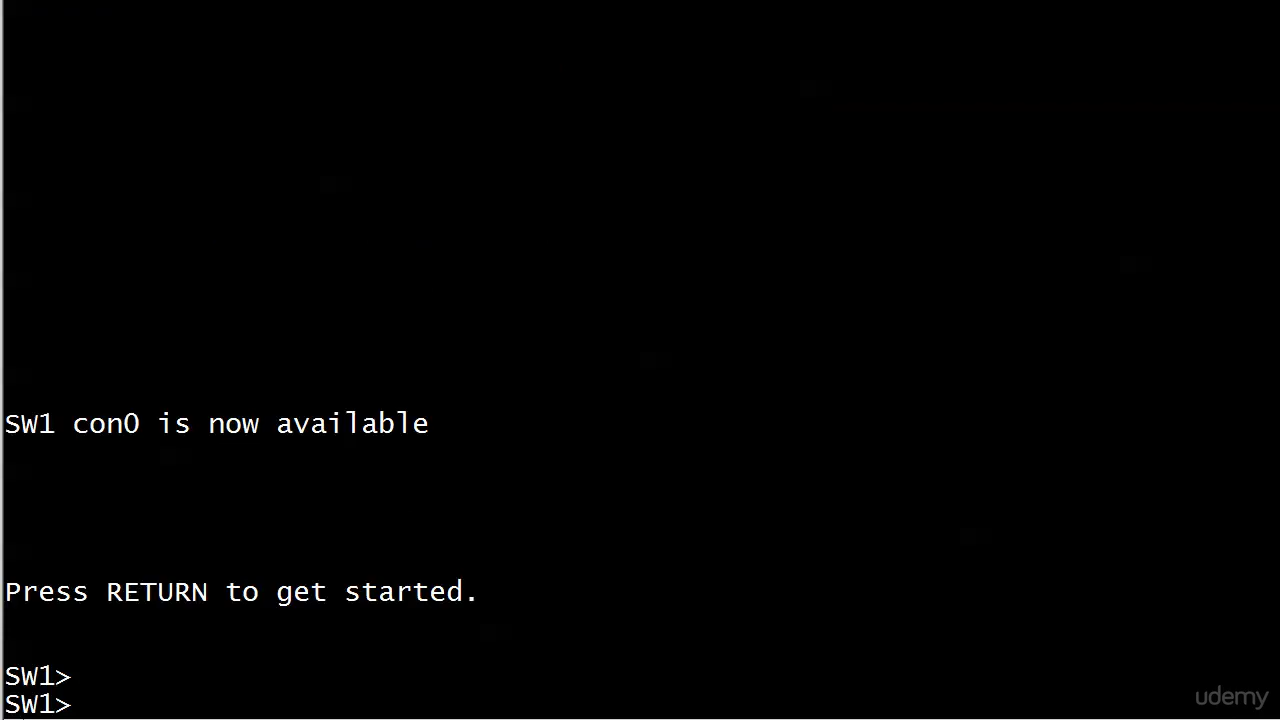 SW1 con0 is now available
Press RETURN to get started.
SW1>
SW1>
udemy